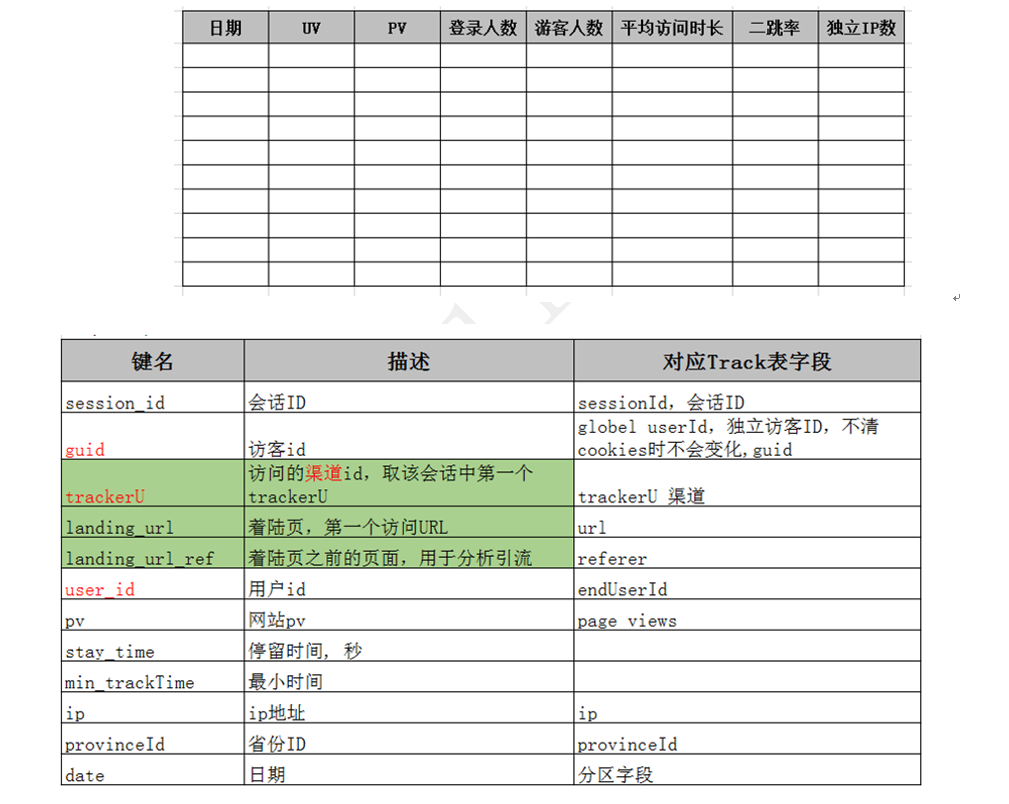 日期 UV PV 登录人数 游客人数 平均访问时长 二跳率 独立IP数
键名 描述 对应Track表字段
session_id 会话ID sessionId, 会话ID
guid 访客id globel userId, 独立访客ID, 不清
cookies时不会变化,guid
trackerU 访问的渠道id, 取该会话中第一个
trackerU trackerU 渠道
landing_url 着陆页, 第一个访问URL url
landing_url_ref 着陆页之前的页面, 用于分析引流 referer
user_id 用户id endUserId
pv 网站pv page views
stay_time 停留时间, 秒
min_trackTime 最小时间
ip ip地址 ip
provinceId 省份ID provinceId
date 日期 分区字段